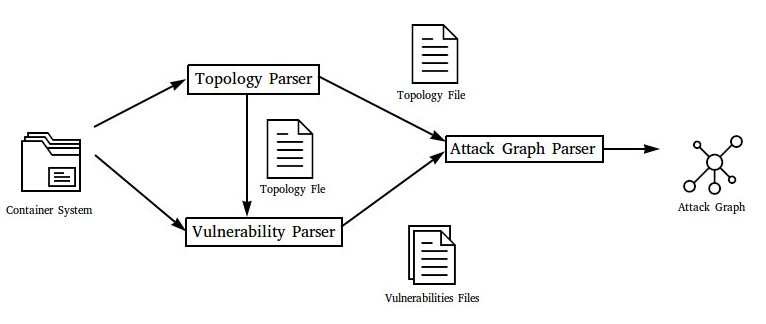 Topology Parser
Topology File
Attack Graph Parser
Topology Fle
Container System
Attack Graph
Vulnerability Parser
Vulnerabilities Files